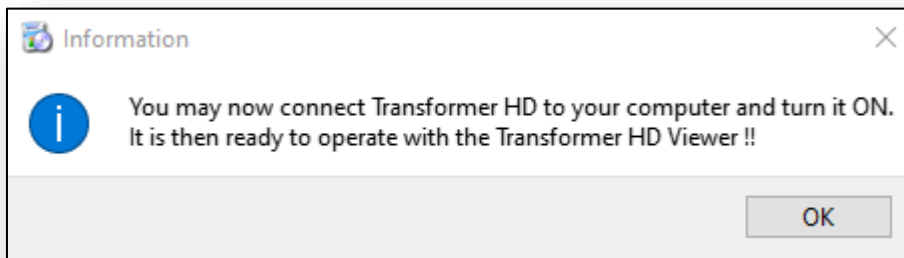 Information
You may now connect Transformer HD to your computer and turn it ON.
It is then ready to operate with the Transformer HD Viewer !!
OK